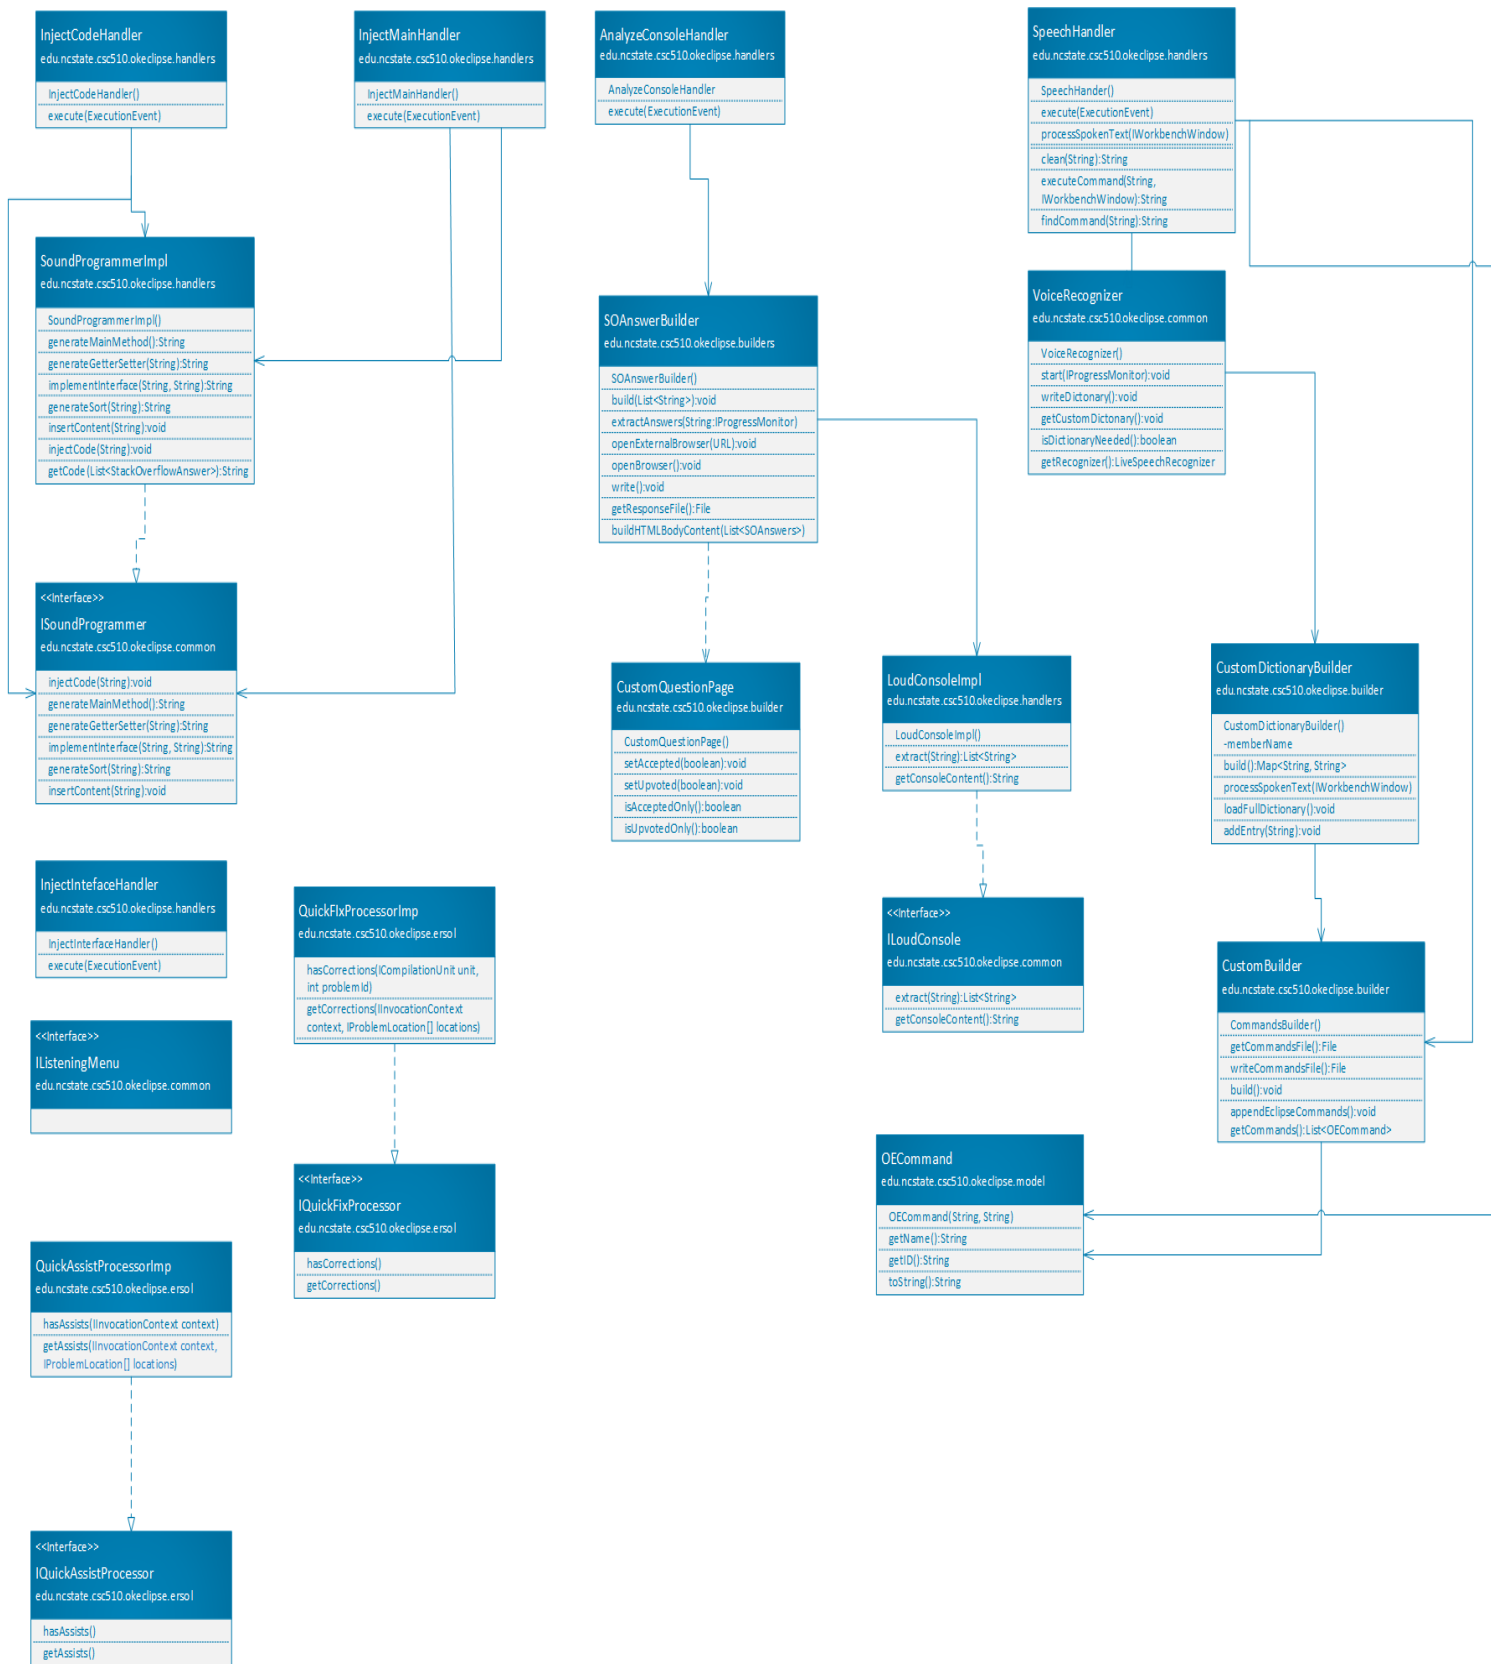 InjectCodeHandler
edu.ncstate.csc510.okeclipse.handlers
InjectCodeHandler()
execute(ExecutionEvent)
InjectMainHandler
edu.ncstate.csc510.okeclipse.handlers
InjectMainHandler()
execute(ExecutionEvent)
AnalyzeConsoleHandler
edu.ncstate.csc510.okeclipse.handlers
AnalyzeConsoleHandler
execute(ExecutionEvent)
SpeechHandler
edu.ncstate.csc510.okeclipse.handlers
SpeechHander()
execute(ExecutionEvent)
processSpokenText(IWorkbenchWindow)
clean(String):String
executeCommand(String,
IWorkbenchWindow):String
findCommand(String):String
SoundProgrammerImpl
edu.ncstate.csc510.okeclipse.handlers
SoundProgrammerImpl()
generateMainMethod():String
generateGetterSetter(String):String
implementInterface(String, String):String
generateSort(String):String
insertContent(String):void
injectCode(String):void
getCode(List<StackOverflowAnswer>):String
SOAnswerBuilder
edu.ncstate.csc510.okeclipse.builders
SOAnswerBuilder()
build(List<String>):void
extractAnswers(String:IProgressMonitor)
openExternalBrowser(URL):void
openBrowser():void
write():void
getResponseFile():File
buildHTMLBodyContent(List<SOAnswers>)
VoiceRecognizer
edu.ncstate.csc510.okeclipse.common
VoiceRecognizer()
start(IProgressMonitor):void
writeDictonary():void
getCustomDictonary():void
isDictionaryNeeded():boolean
getRecognizer():LiveSpeechRecognizer
<<Interface>>
ISoundProgrammer
edu.ncstate.csc510.okeclipse.common
injectCode(String):void
generateMainMethod():String
generateGetterSetter(String):String
implementInterface(String, String):String
generateSort(String):String
insertContent(String):void
CustomQuestionPage
edu.ncstate.csc510.okeclipse.builder
CustomQuestionPage()
setAccepted(boolean):void
setUpvoted(boolean):void
isAcceptedOnly():boolean
isUpvotedOnly():boolean
LoudConsoleImpl
edu.ncstate.csc510.okeclipse.handlers
LoudConsoleImpl()
extract(String):List<String>
getConsoleContent():String
CustomDictionaryBuilder
edu.ncstate.csc510.okeclipse.builder
CustomDictionaryBuilder()
-memberName
build():Map<String, String>
processSpokenText(IWorkbenchWindow)
loadFullDictionary():void
addEntry(String):void
InjectIntefaceHandler
edu.ncstate.csc510.okeclipse.handlers
InjectInterfaceHandler()
execute(ExecutionEvent)
QuickFIxProcessorImp
edu.ncstate.csc510.okeclipse.ersol
hasCorrections(ICompilationUnit unit,
int problemId)
getCorrections(IInvocationContext
context, IProblemLocation[] locations)
<<Interface>>
ILoudConsole
edu.ncstate.csc510.okeclipse.common
extract(String):List<String>
getConsoleContent():String
CustomBuilder
edu.ncstate.csc510.okeclipse.builder
CommandsBuilder()
getCommandsFile():File
writeCommandsFile():File
build():void
appendEclipseCommands():void
getCommands():List<OECommand>
<<Interface>>
IListeningMenu
edu.ncstate.csc510.okeclipse.common
OECommand
edu.ncstate.csc510.okeclipse.model
OECommand(String, String)
getName():String
getID():String
toString():String
<<Interface>>
IQuickFixProcessor
edu.ncstate.csc510.okeclipse.ersol
hasCorrections()
getCorrections()
QuickAssistProcessorImp
edu.ncstate.csc510.okeclipse.ersol
hasAssists(IInvocationContext context)
getAssists(IInvocationContext context,
IProblemLocation[] locations)
<<Interface>>
IQuickAssistProcessor
edu.ncstate.csc510.okeclipse.ersol
hasAssists()
getAssists()